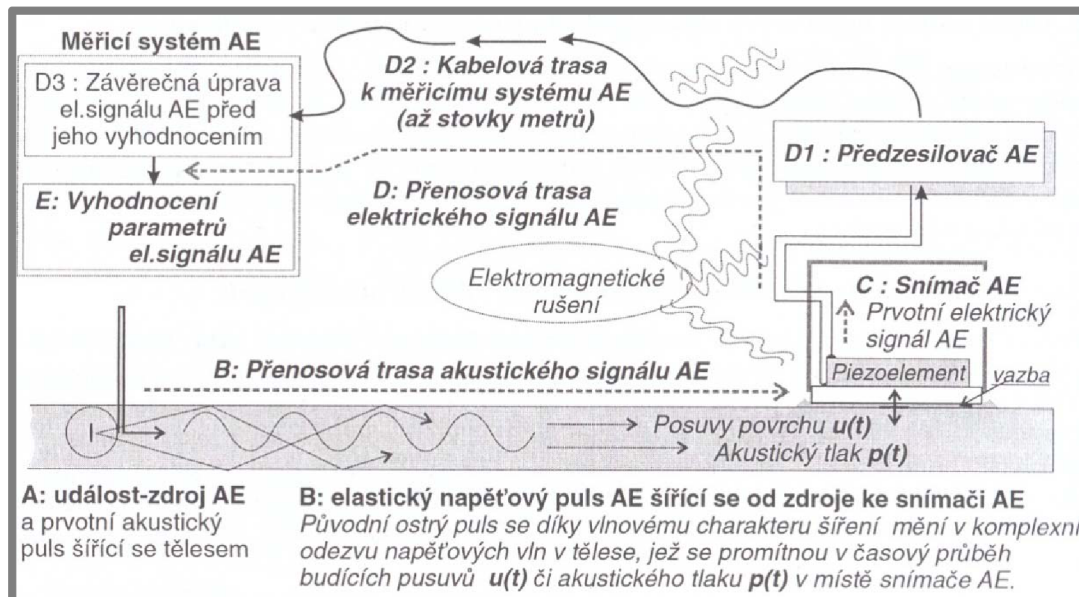 Měřicí systém AE
D3 : Závěrečná úprava
el.signálu AE před
jeho vyhodnocením
E: Vyhodnocení
parametrů
el.signálu AE
D2 : Kabelová trasa
k měřicímu systému AE
(až stovky metrů)
D: Přenosová trasa
elektrického signálu AE
Elektromagnetické
rušení
D1 : Předzesilovač AE
C : Snímač AE
Prvotní elektrický
signál AE
Piezoelement
vazba
B: Přenosová trasa akustického signálu AE
Posuvy povrchu u(t)
Akustický tlak p(t)
A: událost-zdroj AE
a prvotní akustický
puls šířící se tělesem
B: elastický napěťový puls AE šířící se od zdroje ke snímači AE
Původní ostrý puls se díky vlnovému charakteru šíření mění v komplexní
odezvu napěťových vln v tělese, jež se promítnou v časový průběh
budících pusuvů u(t) či akustického tlaku p(t) v místě snímače AE.